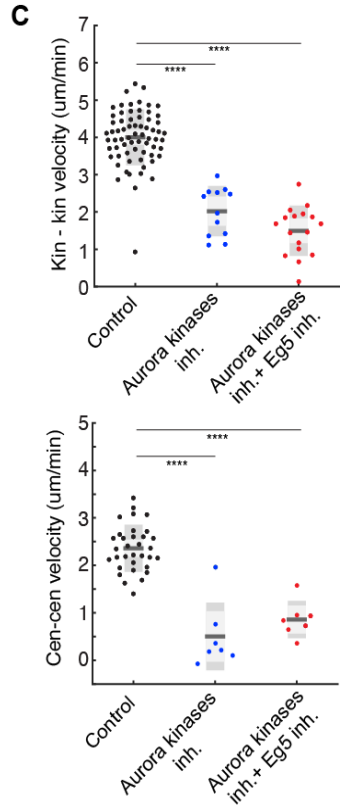 C
****
****
Kin - kin velocity (um/min)
7
6
5
4
3
2
1
0
Control
Aurora kinases
inh.
Aurora kinases
inh.+ Eg5 inh.
****
****
Cen-cen velocity (um/min)
5
4
3
2
1
0
Control
Aurora kinases
inh.
Aurora kinases
inh.+ Eg5 inh.